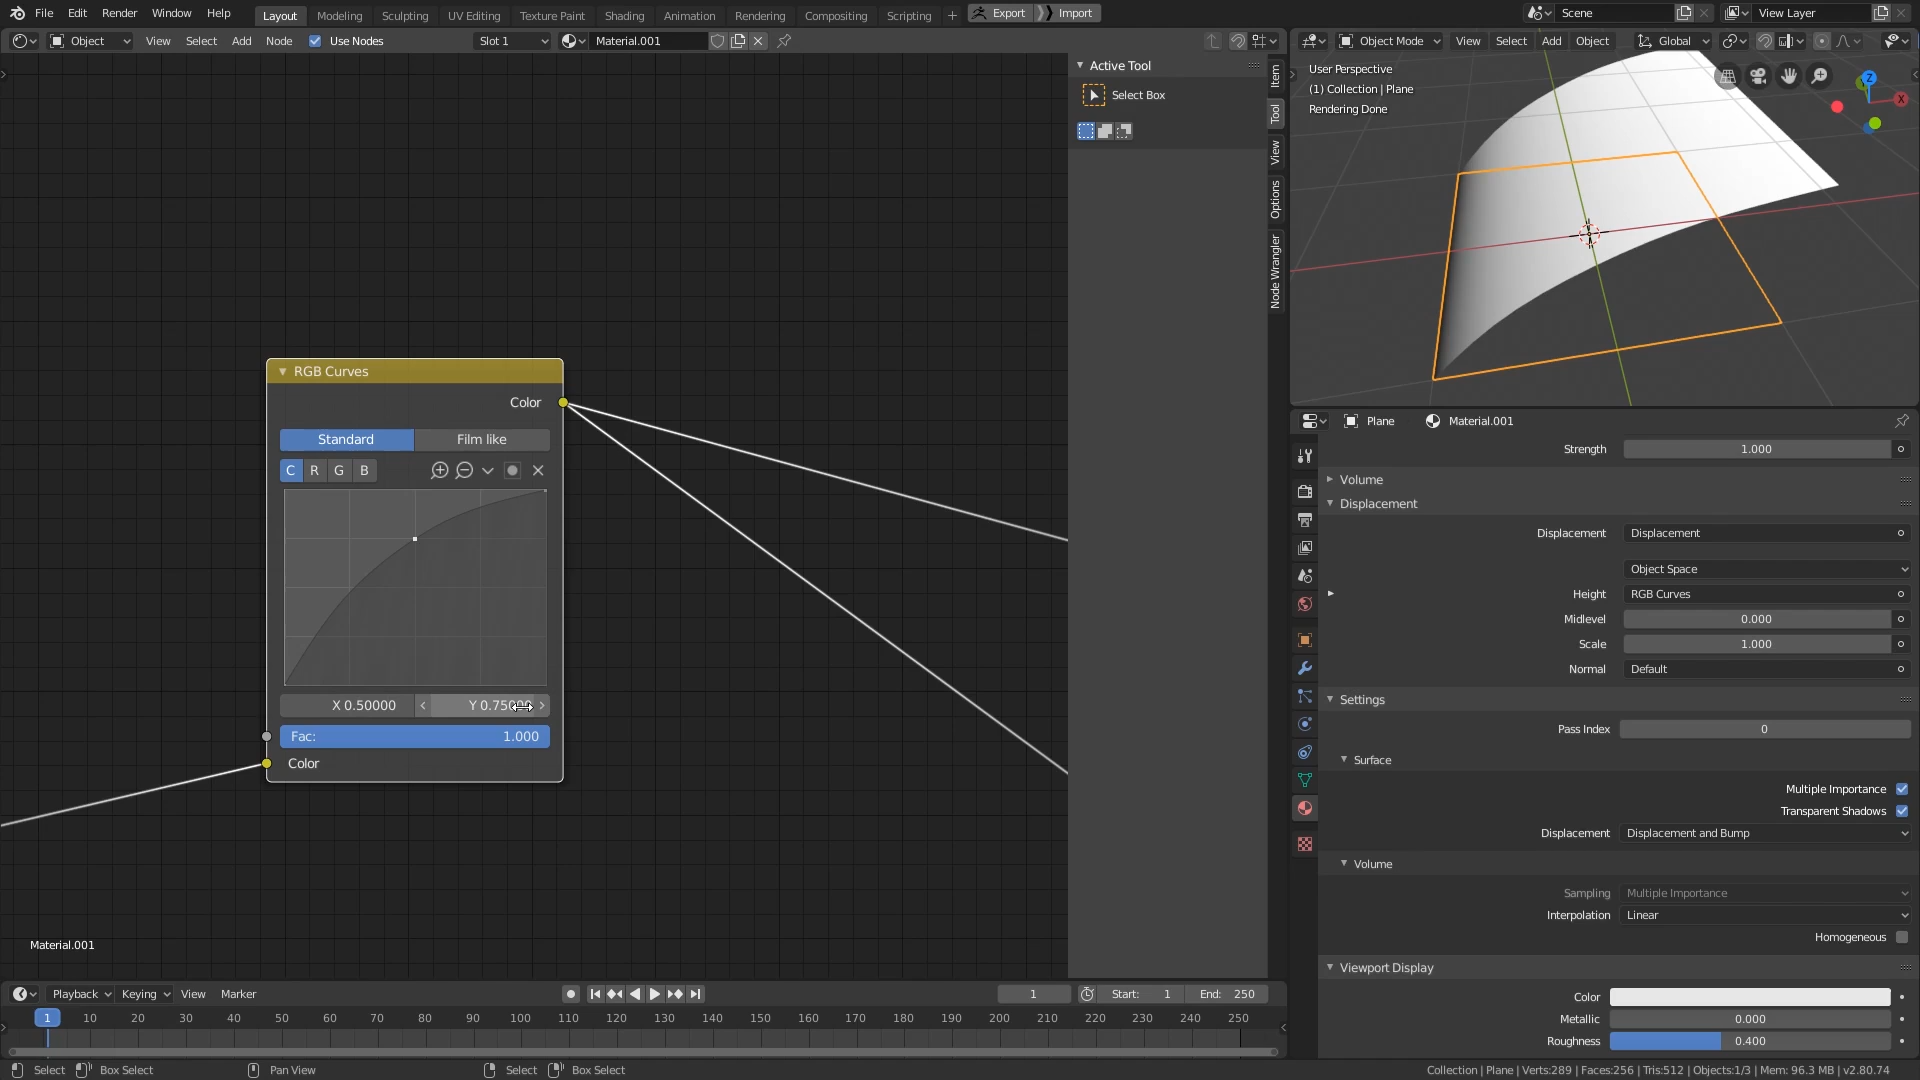 File Edit Render Window Help Layout Modeling Sculpting UV Editing Texture Paint Shading Animation Rendering Compositing Scripting + Export Import Scene View Layer
Object View Select Add Node Use Nodes Slot 1 Material.001 Object Mode View Select Add Object Global
Active Tool
Select Box
Item
Tool
View
Options
Node Wrangler
User Perspective
(1) Collection | Plane
Rendering Done
Z
X
RGB Curves
Color
Standard Film like
C R G B
X 0.50000
Fac: 1.000
Color
Material.001
Plane Material.001
Strength 1.000
Volume
Displacement
Displacement Displacement
Object Space
Height RGB Curves
Midlevel 0.000
Scale 1.000
Normal Default
Settings
Pass Index 0
Surface
Multiple Importance
Transparent Shadows
Displacement Displacement and Bump
Volume
Sampling Multiple Importance
Interpolation Linear
Homogeneous
Viewport Display
Color
Metallic 0.000
Roughness 0.400
Playback Keying View Marker 1 Start: 1 End: 250
1 10 20 30 40 50 60 70 80 90 100 110 120 130 140 150 160 170 180 190 200 210 220 230 240 250
Select Box Select Pan View Select Box Select Collection | Plane | Verts:289 | Faces:256 | Tris:512 | Objects:1/3 | Mem: 96.3 MB | v2.80.74